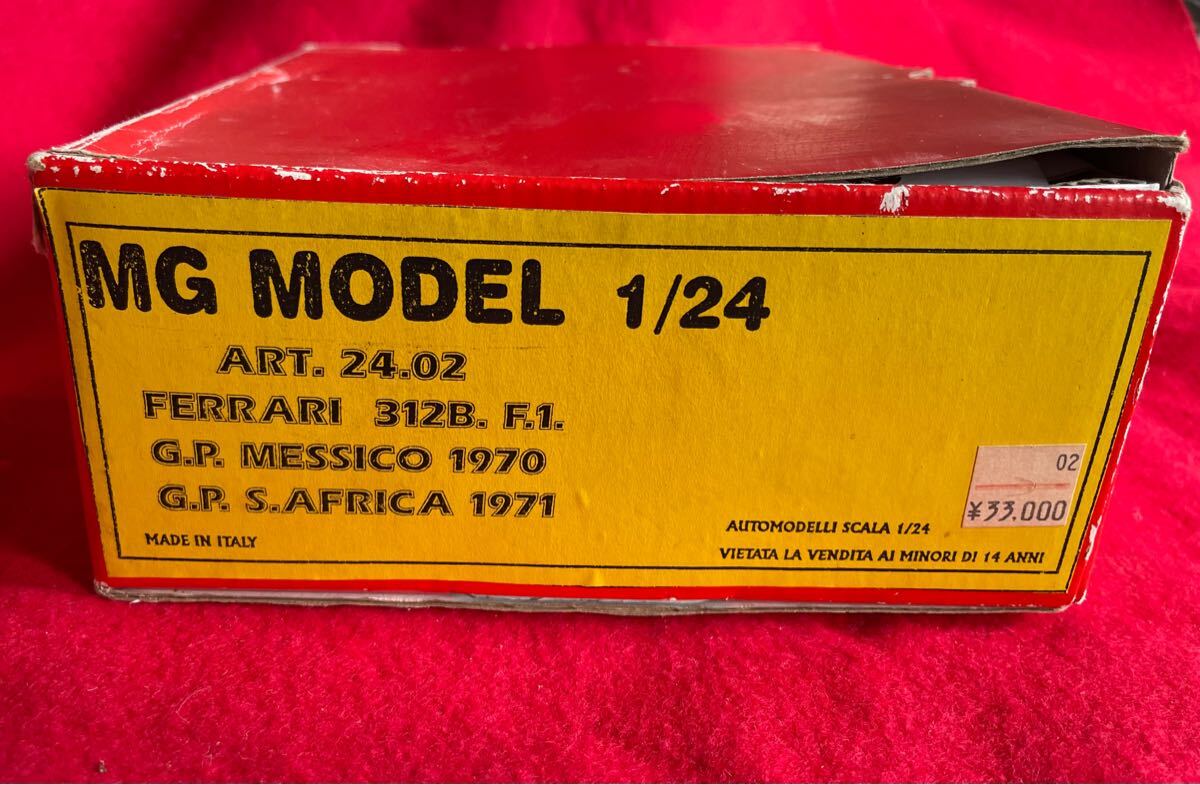 MG MODEL 1/24
ART. 24.02
FERRARI 312B. F.1.
G.P. MESSICO 1970
G.P. S.AFRICA 1971
MADE IN ITALY
02
¥33.000
AUTOMODELLI SCALA 1/24
VIETATA LA VENDITA AI MINORI DI 14 ANNI